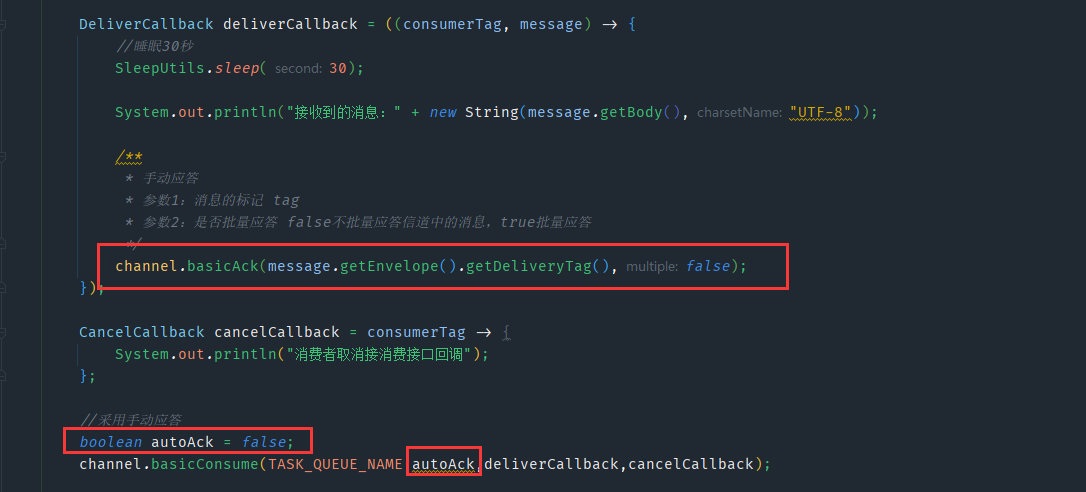 DeliverCallback deliverCallback = ((consumerTag, message) -> {
//睡眠30秒
SleepUtils.sleep( second: 30);
System.out.println("接收到的消息：" + new String(message.getBody(), charsetName: "UTF-8"));
/**
* 手动应答
* 参数1：消息的标记 tag
* 参数2：是否批量应答 false不批量应答信道中的消息，true批量应答
*/
channel.basicAck(message.getEnvelope().getDeliveryTag(), multiple: false);
});
CancelCallback cancelCallback = consumerTag -> {
System.out.println("消费者取消接消费接口回调");
};
//采用手动应答
boolean autoAck = false;
channel.basicConsume(TASK_QUEUE_NAME,autoAck,deliverCallback,cancelCallback);